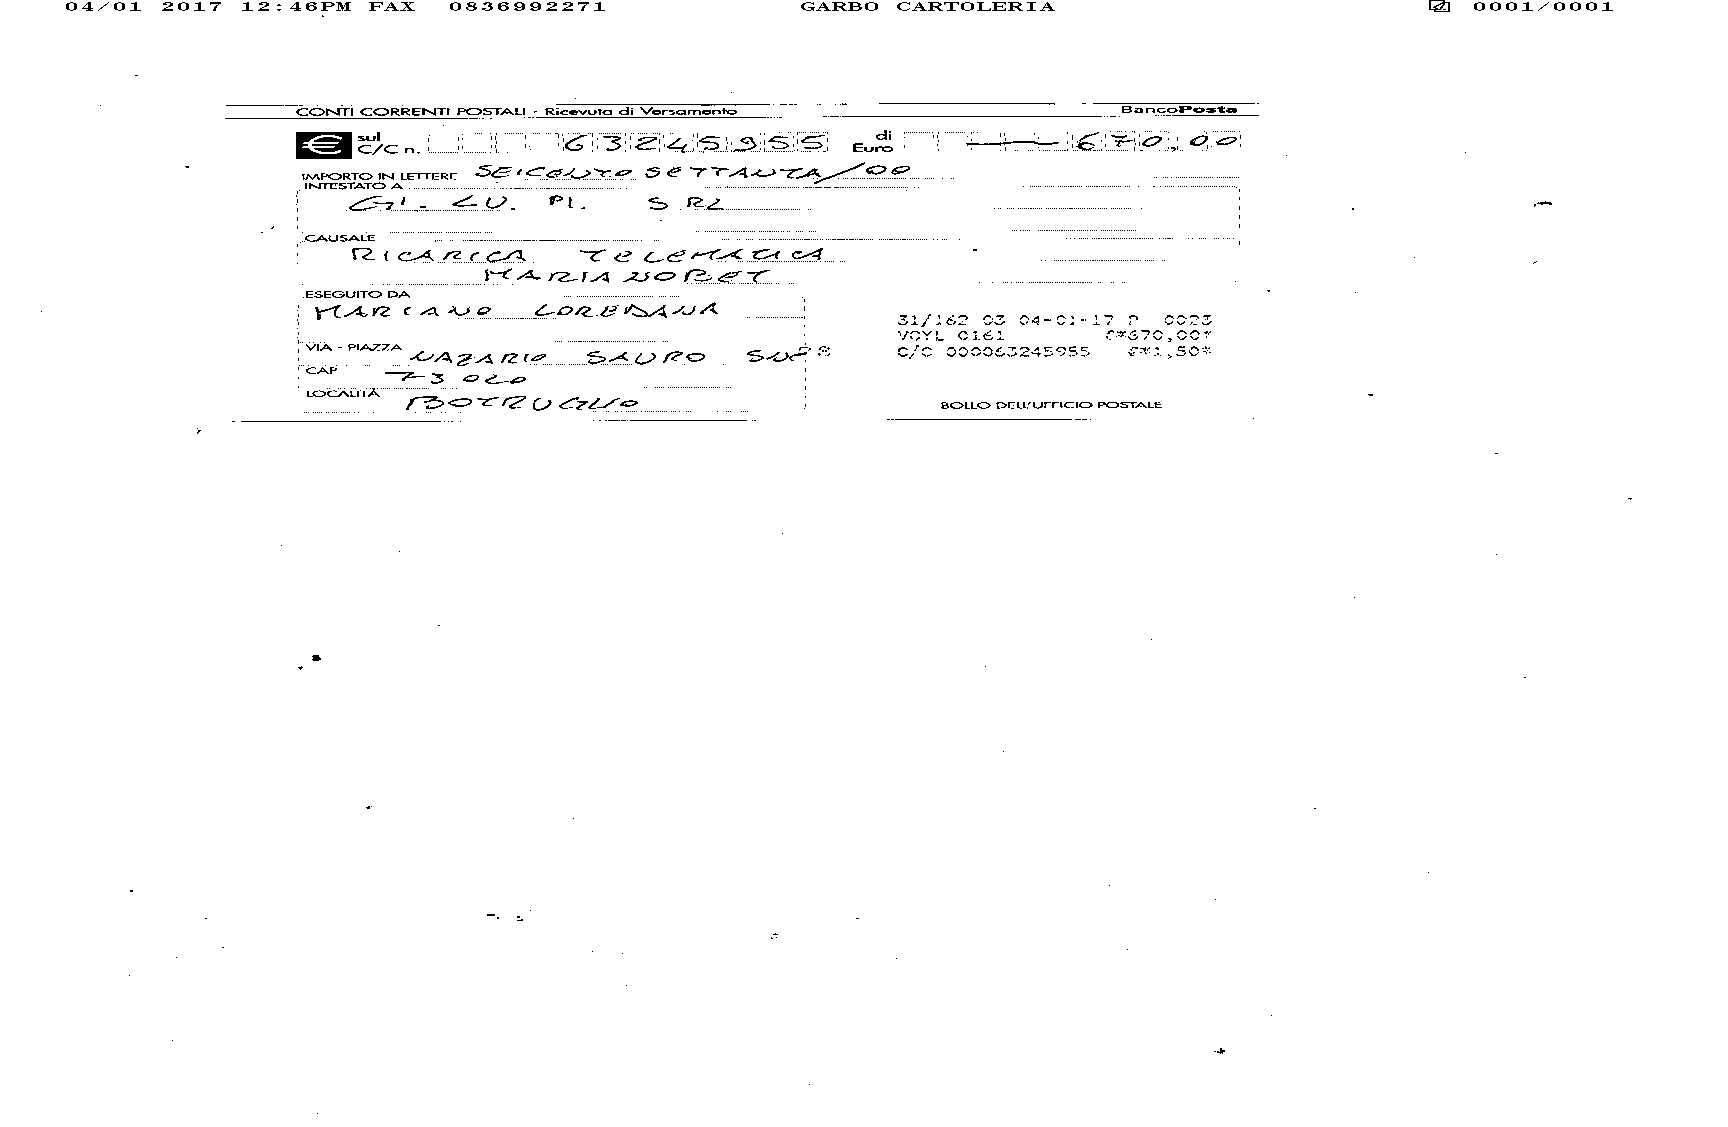 04/01 2017 12:46PM FAX 0836992271 GARBO CARTOLERIA 0001/0001
CONTI CORRENTI POSTALI - Ricevuta di Versamento BancoPosta
€ sul C/C n. 63245955 di Euro 670,00
IMPORTO IN LETTERE SEICENTO SETTANTA/00
INTESTATO A
GI. LU. PI. SRL
CAUSALE
RICARICA TELEMATICA
MARIANOBET
ESEGUITO DA
MARIANO LOREDANA
31/162 03 04-01-17 P 0023
VCYL 0161 €*670,00*
VIA - PIAZZA NAZARIO SAURO
C/C 000063245955 €*1,50*
CAP 73020
LOCALITÀ BOTRUGNO
BOLLO DELL'UFFICIO POSTALE